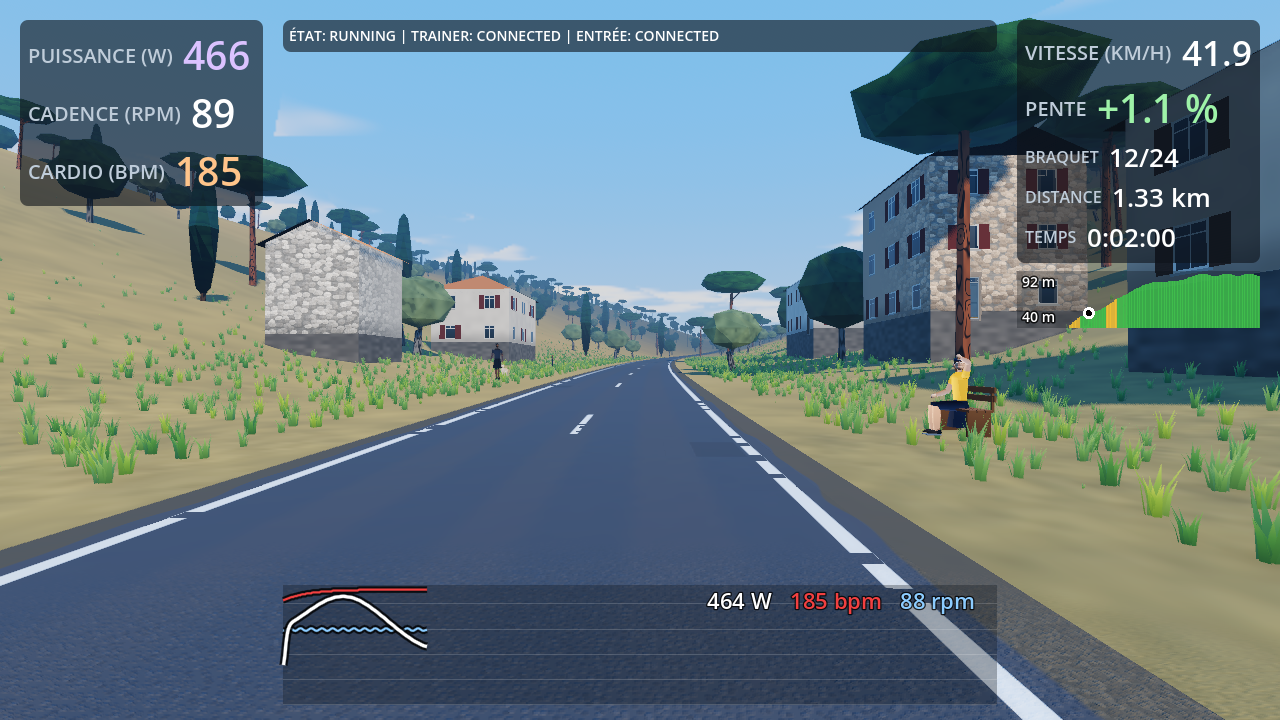 PUISSANCE (W) 466
CADENCE (RPM) 89
CARDIO (BPM) 185
ÉTAT: RUNNING | TRAINER: CONNECTED | ENTRÉE: CONNECTED
VITESSE (KM/H) 41.9
PENTE +1.1 %
BRAQUET 12/24
DISTANCE 1.33 km
TEMPS 0:02:00
92 m
40 m
464 W 185 bpm 88 rpm